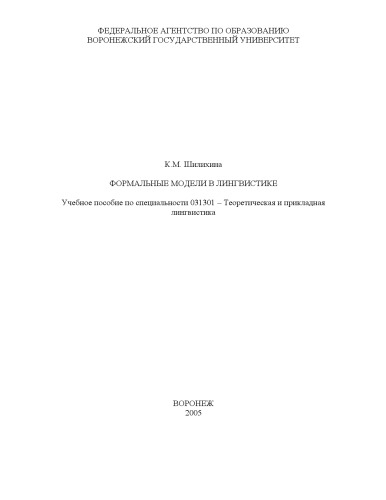 ФЕДЕРАЛЬНОЕ АГЕНТСТВО ПО ОБРАЗОВАНИЮ
ВОРОНЕЖСКИЙ ГОСУДАРСТВЕННЫЙ УНИВЕРСИТЕТ
К.М. Шилихина
ФОРМАЛЬНЫЕ МОДЕЛИ В ЛИНГВИСТИКЕ
Учебное пособие по специальности 031301 – Теоретическая и прикладная
лингвистика
ВОРОНЕЖ
2005